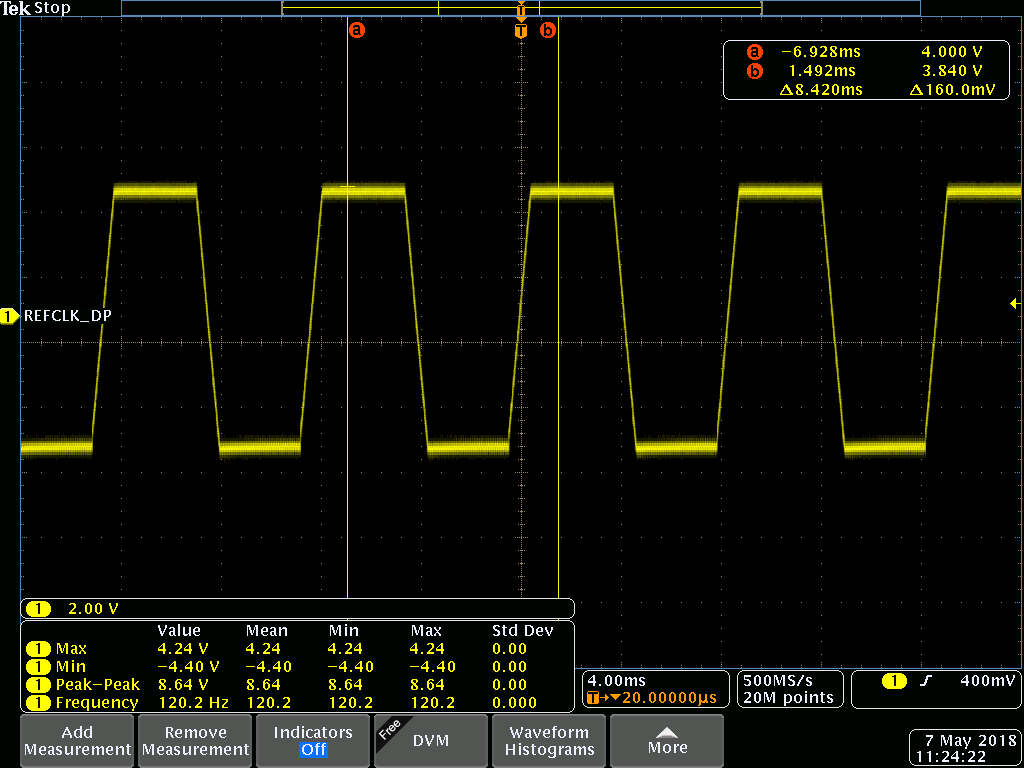 Tek Stop
T
a T b
a −6.928ms 4.000 V
b 1.492ms 3.840 V
Δ8.420ms Δ160.0mV
1 REFCLK_DP
1 2.00 V
Value Mean Min Max Std Dev
1 Max 4.24 V 4.24 4.24 4.24 0.00
1 Min −4.40 V −4.40 −4.40 −4.40 0.00
1 Peak−Peak 8.64 V 8.64 8.64 8.64 0.00
1 Frequency 120.2 Hz 120.2 120.2 120.2 0.000
4.00ms
T→▼20.00000μs
500MS/s
20M points
1 400mV
Add
Measurement
Remove
Measurement
Indicators
Off
Free
DVM
Waveform
Histograms
More
7 May 2018
11:24:22